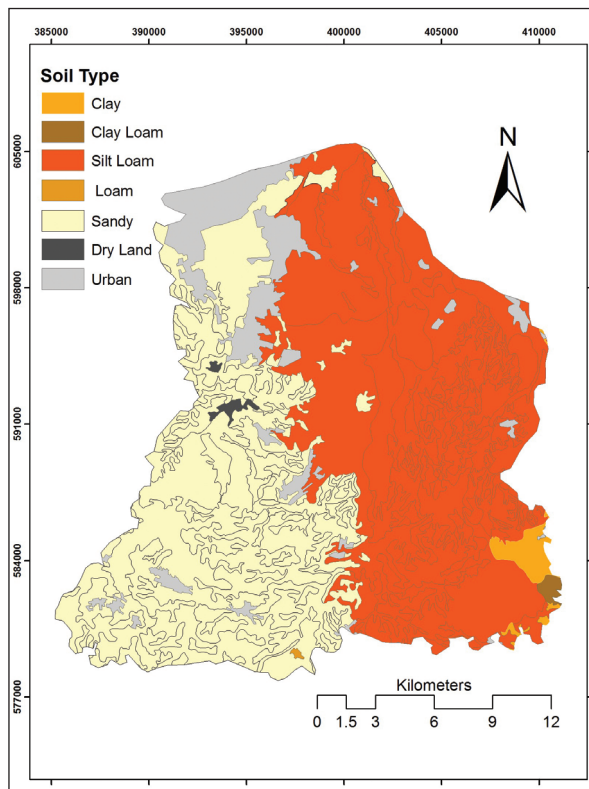 385000 390000 395000 400000 405000 410000
Soil Type
Clay
Clay Loam
Silt Loam
Loam
Sandy
Dry Land
Urban
N
605000
598000
591000
584000
577000
Kilometers
0 1.5 3 6 9 12